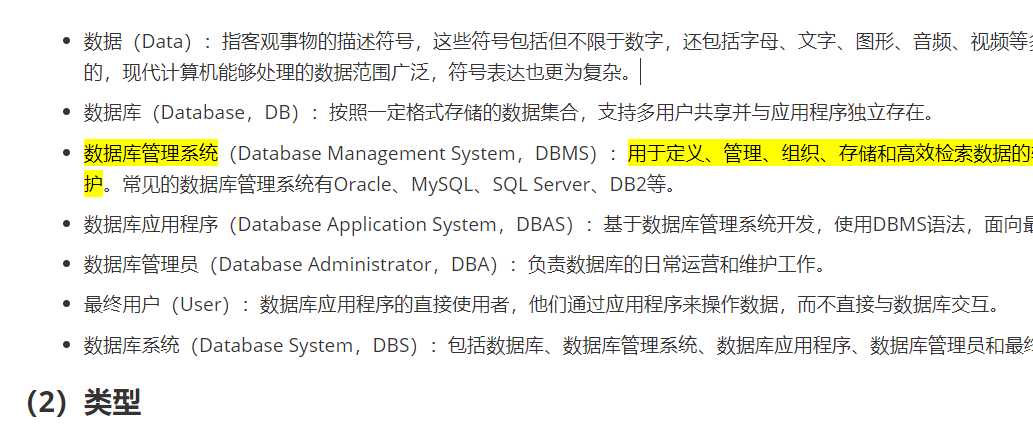 • 数据（Data）：指客观事物的描述符号，这些符号包括但不限于数字，还包括字母、文字、图形、音频、视频等
的，现代计算机能够处理的数据范围广泛，符号表达也更为复杂。
• 数据库（Database，DB）：按照一定格式存储的数据集合，支持多用户共享并与应用程序独立存在。
• 数据库管理系统（Database Management System，DBMS）：用于定义、管理、组织、存储和高效检索数据的
护。常见的数据库管理系统有Oracle、MySQL、SQL Server、DB2等。
• 数据库应用程序（Database Application System，DBAS）：基于数据库管理系统开发，使用DBMS语法，面向
• 数据库管理员（Database Administrator，DBA）：负责数据库的日常运营和维护工作。
• 最终用户（User）：数据库应用程序的直接使用者，他们通过应用程序来操作数据，而不直接与数据库交互。
• 数据库系统（Database System，DBS）：包括数据库、数据库管理系统、数据库应用程序、数据库管理员和最
（2）类型